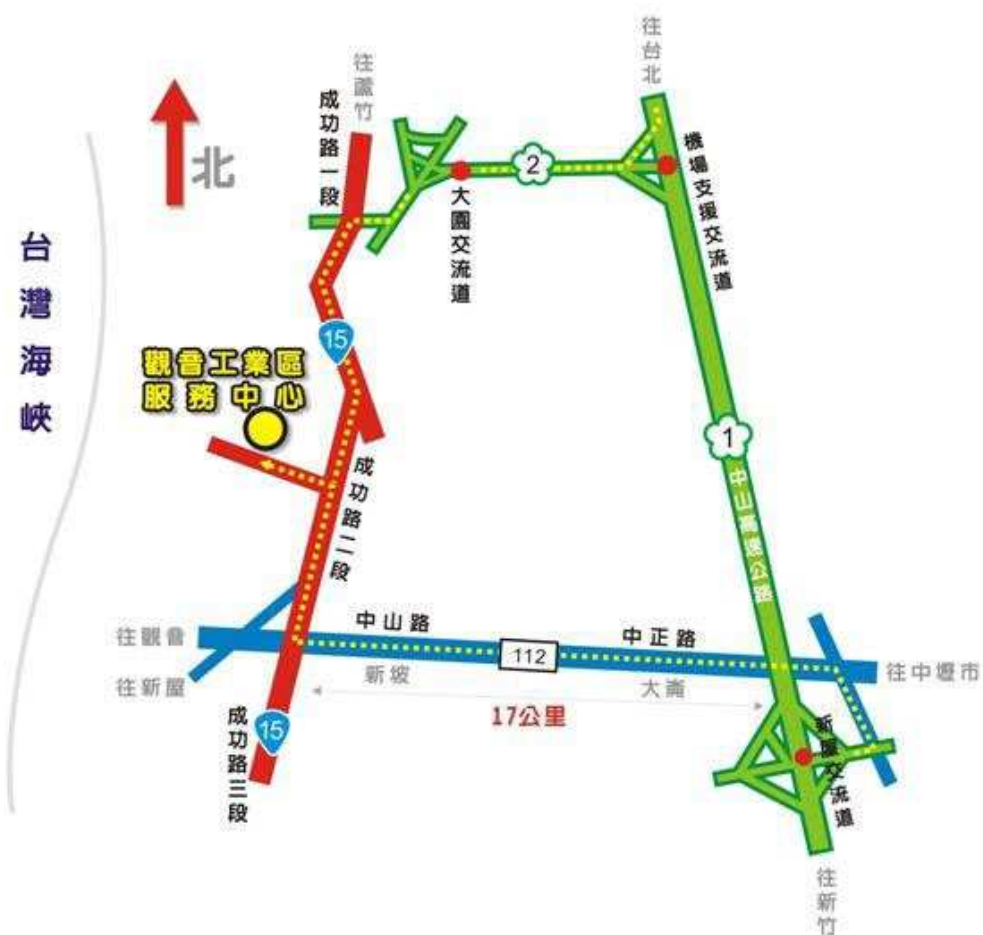 往台北
往蘆竹
成功路一段
北
2
機場支援交流道
大園交流道
台灣海峽
15
觀音工業區
服務中心
1
中山高速公路
成功路二段
中山路
中正路
往觀音
112
往新屋
新坡
大崙
往中壢市
17公里
15
成功路三段
新屋交流道
往新竹